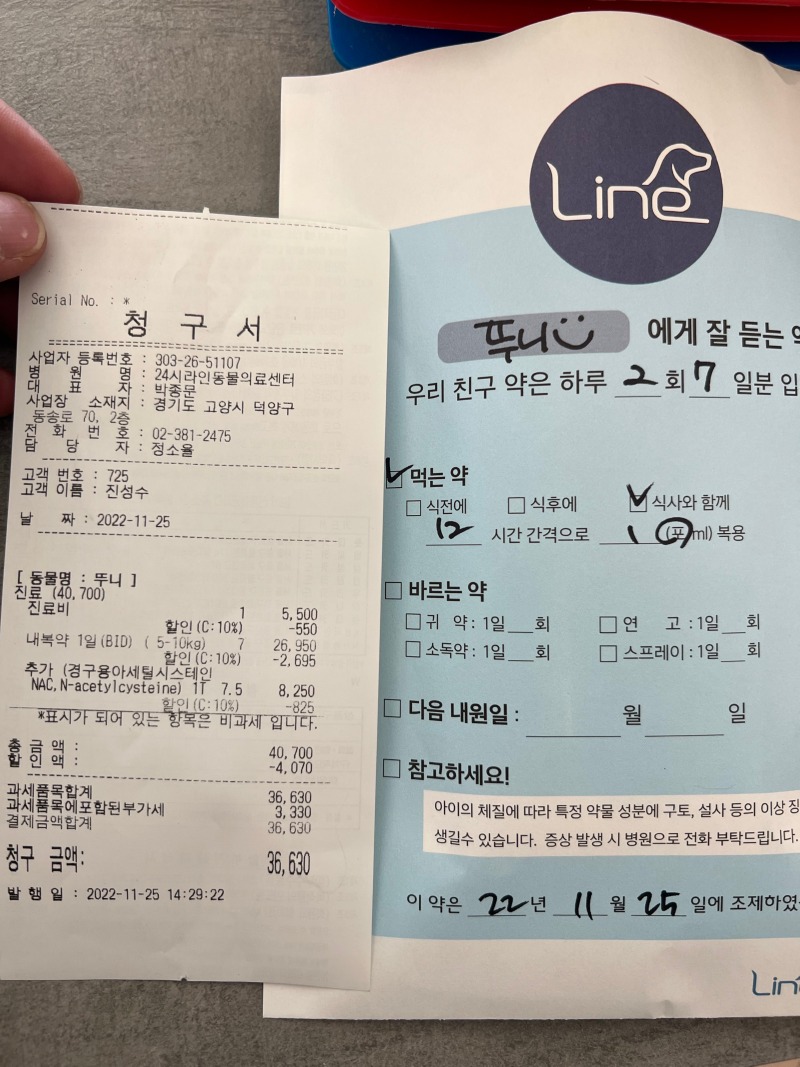 Serial No. : *
청 구 서
사업자 등록번호 : 303-26-51107
병 원 명 : 24시라인동물의료센터
대 표 자 : 박종문
사업장 소재지 : 경기도 고양시 덕양구
동송로 70, 2층
전 화 번 호 : 02-381-2475
담 당 자 : 정소율
고객 번호 : 725
고객 이름 : 진성수
날 짜 : 2022-11-25
[ 동물명 : 뚜니 ]
진료 (40,700)
진료비 1 5,500
할인(C:10%) -550
내복약 1일(BID) ( 5-10kg) 7 26,950
할인(C:10%) -2,695
추가 (경구용아세틸시스테인
NAC,N-acetylcysteine) 1T 7.5 8,250
할인(C:10%) -825
*표시가 되어 있는 항목은 비과세 입니다.
총 금 액 : 40,700
할 인 액 : -4,070
과세품목합계 36,630
과세품목에포함된부가세 3,330
결제금액합계 36,630
청구 금액: 36,630
발 행 일 : 2022-11-25 14:29:22
Line
뚜니 에게 잘 듣는
우리 친구 약은 하루 2 회 7 일분 입
✓ 먹는 약
□ 식전에 □ 식후에 ✓ 식사와 함께
12 시간 간격으로 1 (포/ml) 복용
□ 바르는 약
□ 귀 약 : 1일 __ 회 □ 연 고 : 1일 __ 회
□ 소독약 : 1일 __ 회 □ 스프레이 : 1일 __ 회
□ 다음 내원일 : ____ 월 ____ 일
□ 참고하세요!
아이의 체질에 따라 특정 약물 성분에 구토, 설사 등의 이상 징
생길수 있습니다. 증상 발생 시 병원으로 전화 부탁드립니다.
이 약은 22 년 11 월 25 일에 조제하였
Line